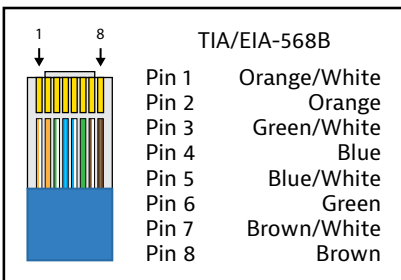 1 8
TIA/EIA-568B
Pin 1 Orange/White
Pin 2 Orange
Pin 3 Green/White
Pin 4 Blue
Pin 5 Blue/White
Pin 6 Green
Pin 7 Brown/White
Pin 8 Brown